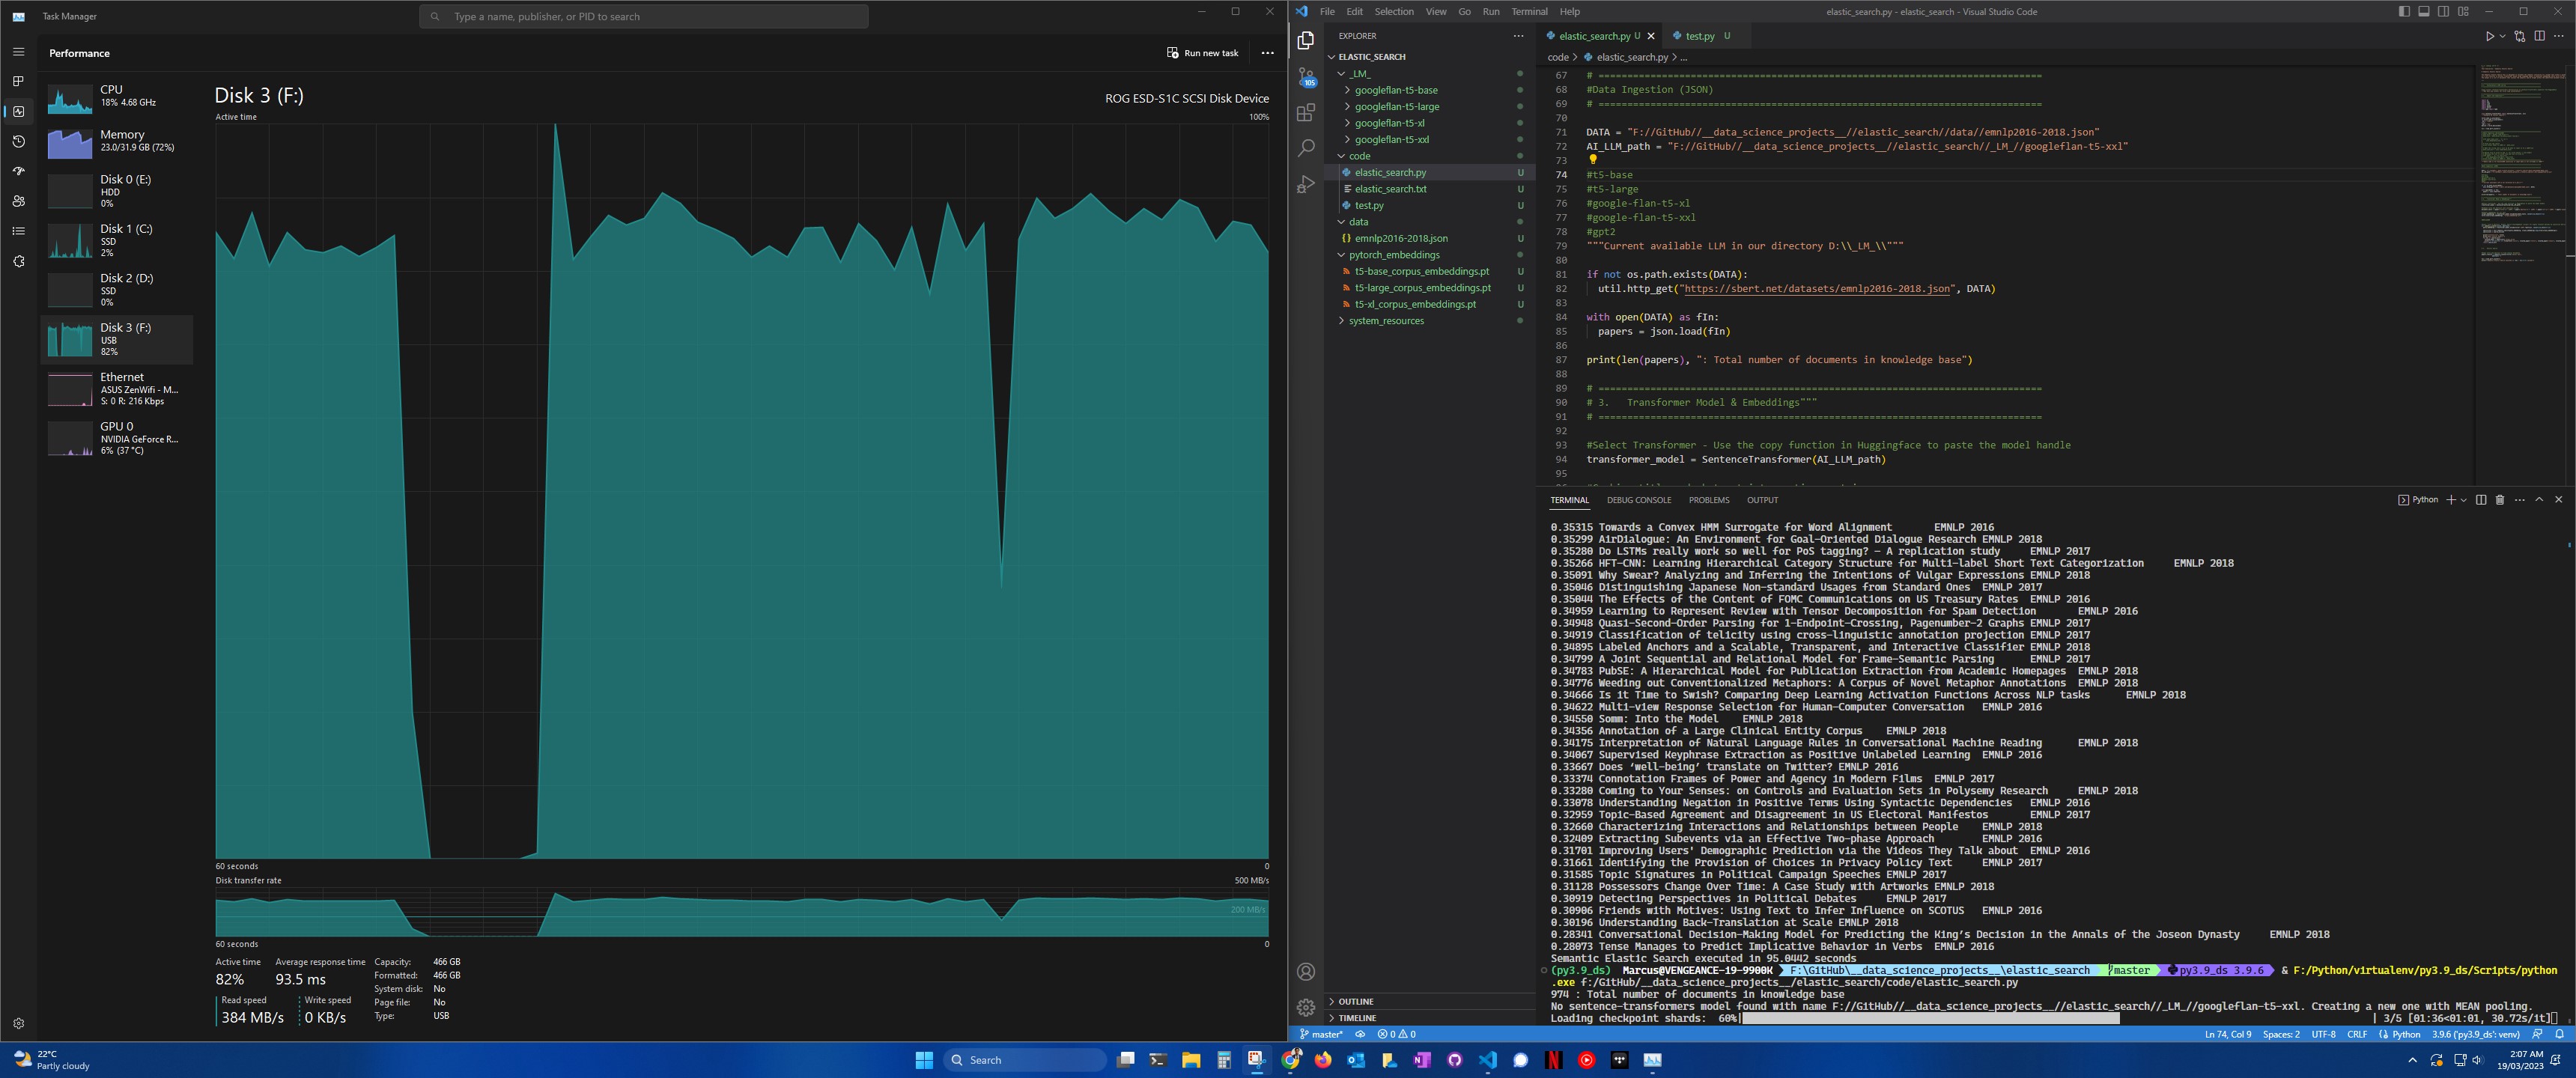 Task Manager
Type a name, publisher, or PID to search
Performance
Run new task
CPU
18% 4.68 GHz
Memory
23.0/31.9 GB (72%)
Disk 0 (E:)
HDD
0%
Disk 1 (C:)
SSD
2%
Disk 2 (D:)
SSD
0%
Disk 3 (F:)
USB
82%
Ethernet
ASUS ZenWifi - M...
S: 0 R: 216 Kbps
GPU 0
NVIDIA GeForce R...
6% (37 °C)
Disk 3 (F:)
ROG ESD-S1C SCSI Disk Device
Active time
100%
60 seconds
0
Disk transfer rate
500 MB/s
200 MB/s
60 seconds
0
Active time
82%
Average response time
93.5 ms
Read speed
384 MB/s
Write speed
0 KB/s
Capacity: 466 GB
Formatted: 466 GB
System disk: No
Page file: No
Type: USB
File Edit Selection View Go Run Terminal Help
elastic_search.py - elastic_search - Visual Studio Code
105
EXPLORER
ELASTIC_SEARCH
_LM_
googleflan-t5-base
googleflan-t5-large
googleflan-t5-xl
googleflan-t5-xxl
code
elastic_search.py U
elastic_search.txt U
test.py U
data
emnlp2016-2018.json U
pytorch_embeddings
t5-base_corpus_embeddings.pt U
t5-large_corpus_embeddings.pt U
t5-xl_corpus_embeddings.pt U
system_resources
OUTLINE
TIMELINE
elastic_search.py U
test.py U
code > elastic_search.py > ...
67 # =============================================================================
68 #Data Ingestion (JSON)
69 # =============================================================================
70
71 DATA = "F://GitHub//__data_science_projects__//elastic_search//data//emnlp2016-2018.json"
72 AI_LLM_path = "F://GitHub//__data_science_projects__//elastic_search//_LM_//googleflan-t5-xxl"
73
74 #t5-base
75 #t5-large
76 #google-flan-t5-xl
77 #google-flan-t5-xxl
78 #gpt2
79 """Current available LLM in our directory D:\\_LM_\\"""
80
81 if not os.path.exists(DATA):
82 util.http_get("https://sbert.net/datasets/emnlp2016-2018.json", DATA)
83
84 with open(DATA) as fIn:
85 papers = json.load(fIn)
86
87 print(len(papers), ": Total number of documents in knowledge base")
88
89 # =============================================================================
90 # 3. Transformer Model & Embeddings"""
91 # =============================================================================
92
93 #Select Transformer - Use the copy function in Huggingface to paste the model handle
94 transformer_model = SentenceTransformer(AI_LLM_path)
95
TERMINAL DEBUG CONSOLE PROBLEMS OUTPUT
Python
0.35315 Towards a Convex HMM Surrogate for Word Alignment EMNLP 2016
0.35299 AirDialogue: An Environment for Goal-Oriented Dialogue Research EMNLP 2018
0.35280 Do LSTMs really work so well for PoS tagging? – A replication study EMNLP 2017
0.35266 HFT-CNN: Learning Hierarchical Category Structure for Multi-label Short Text Categorization EMNLP 2018
0.35091 Why Swear? Analyzing and Inferring the Intentions of Vulgar Expressions EMNLP 2018
0.35046 Distinguishing Japanese Non-standard Usages from Standard Ones EMNLP 2017
0.35044 The Effects of the Content of FOMC Communications on US Treasury Rates EMNLP 2016
0.34959 Learning to Represent Review with Tensor Decomposition for Spam Detection EMNLP 2016
0.34948 Quasi-Second-Order Parsing for 1-Endpoint-Crossing, Pagenumber-2 Graphs EMNLP 2017
0.34919 Classification of telicity using cross-linguistic annotation projection EMNLP 2017
0.34895 Labeled Anchors and a Scalable, Transparent, and Interactive Classifier EMNLP 2018
0.34799 A Joint Sequential and Relational Model for Frame-Semantic Parsing EMNLP 2017
0.34783 PubSE: A Hierarchical Model for Publication Extraction from Academic Homepages EMNLP 2018
0.34776 Weeding out Conventionalized Metaphors: A Corpus of Novel Metaphor Annotations EMNLP 2018
0.34666 Is it Time to Swish? Comparing Deep Learning Activation Functions Across NLP tasks EMNLP 2018
0.34622 Multi-view Response Selection for Human-Computer Conversation EMNLP 2016
0.34550 Somm: Into the Model EMNLP 2018
0.34356 Annotation of a Large Clinical Entity Corpus EMNLP 2018
0.34175 Interpretation of Natural Language Rules in Conversational Machine Reading EMNLP 2018
0.34067 Supervised Keyphrase Extraction as Positive Unlabeled Learning EMNLP 2016
0.33667 Does ‘well-being’ translate on Twitter? EMNLP 2016
0.33374 Connotation Frames of Power and Agency in Modern Films EMNLP 2017
0.33280 Coming to Your Senses: on Controls and Evaluation Sets in Polysemy Research EMNLP 2018
0.33078 Understanding Negation in Positive Terms Using Syntactic Dependencies EMNLP 2016
0.32959 Topic-Based Agreement and Disagreement in US Electoral Manifestos EMNLP 2017
0.32660 Characterizing Interactions and Relationships between People EMNLP 2018
0.32409 Extracting Subevents via an Effective Two-phase Approach EMNLP 2016
0.31701 Improving Users' Demographic Prediction via the Videos They Talk about EMNLP 2016
0.31661 Identifying the Provision of Choices in Privacy Policy Text EMNLP 2017
0.31585 Topic Signatures in Political Campaign Speeches EMNLP 2017
0.31128 Possessors Change Over Time: A Case Study with Artworks EMNLP 2018
0.30919 Detecting Perspectives in Political Debates EMNLP 2017
0.30906 Friends with Motives: Using Text to Infer Influence on SCOTUS EMNLP 2016
0.30196 Understanding Back-Translation at Scale EMNLP 2018
0.28341 Conversational Decision-Making Model for Predicting the King’s Decision in the Annals of the Joseon Dynasty EMNLP 2018
0.28073 Tense Manages to Predict Implicative Behavior in Verbs EMNLP 2016
Semantic Elastic Search executed in 95.0442 seconds
(py3.9_ds) Marcus@VENGEANCE-19-9900K F:\GitHub\__data_science_projects__\elastic_search master py3.9_ds 3.9.6 & F:/Python/virtualenv/py3.9_ds/Scripts/python
.exe f:/GitHub/__data_science_projects__/elastic_search/code/elastic_search.py
974 : Total number of documents in knowledge base
No sentence-transformers model found with name F://GitHub//__data_science_projects__//elastic_search//_LM_//googleflan-t5-xxl. Creating a new one with MEAN pooling.
Loading checkpoint shards: 60%| | 3/5 [01:36<01:01, 30.72s/it]
master* 0 0
Ln 74, Col 9 Spaces: 2 UTF-8 CRLF Python 3.9.6 ('py3.9_ds': venv)
22°C
Partly cloudy
Search
2:07 AM
19/03/2023